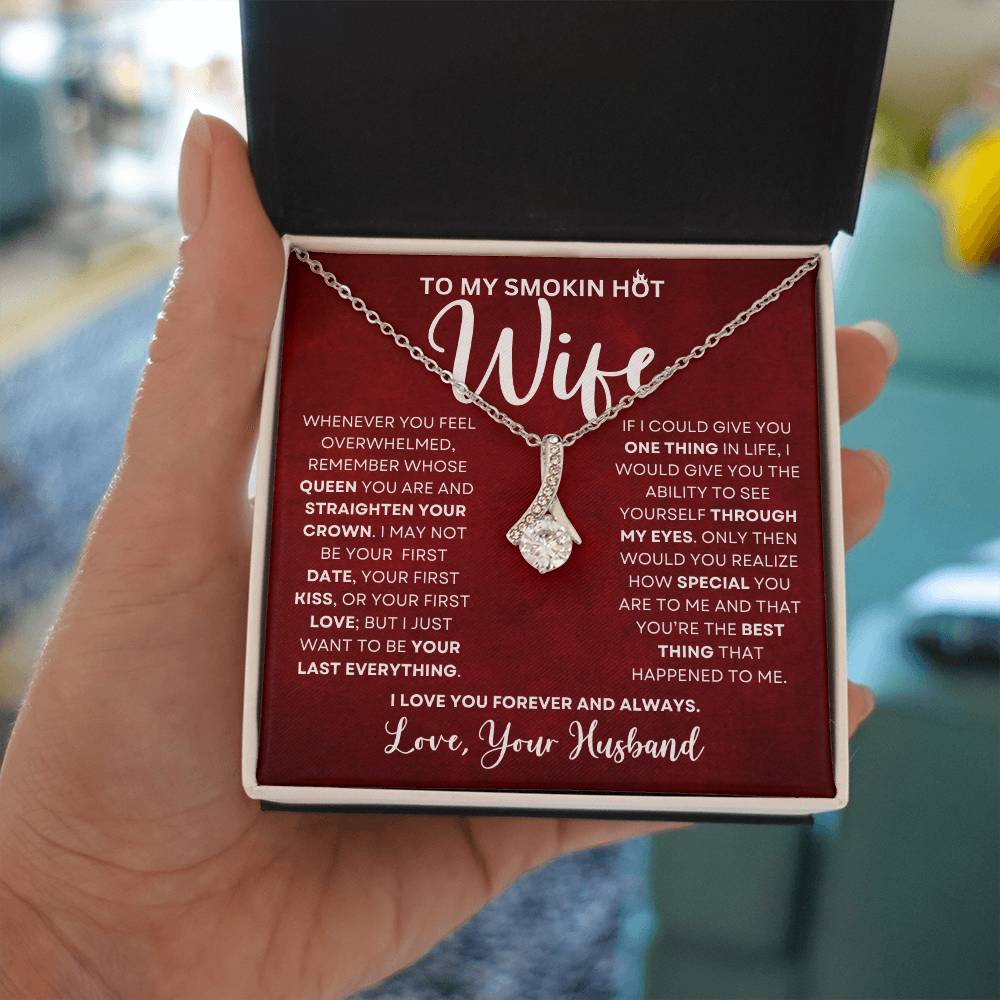 TO MY SMOKIN HOT
Wife
WHENEVER YOU FEEL
OVERWHELMED,
REMEMBER WHOSE
QUEEN YOU ARE AND
STRAIGHTEN YOUR
CROWN. I MAY NOT
BE YOUR FIRST
DATE, YOUR FIRST
KISS, OR YOUR FIRST
LOVE; BUT I JUST
WANT TO BE YOUR
LAST EVERYTHING.
IF I COULD GIVE YOU
ONE THING IN LIFE, I
WOULD GIVE YOU THE
ABILITY TO SEE
YOURSELF THROUGH
MY EYES. ONLY THEN
WOULD YOU REALIZE
HOW SPECIAL YOU
ARE TO ME AND THAT
YOU'RE THE BEST
THING THAT
HAPPENED TO ME.
I LOVE YOU FOREVER AND ALWAYS.
Love, Your Husband